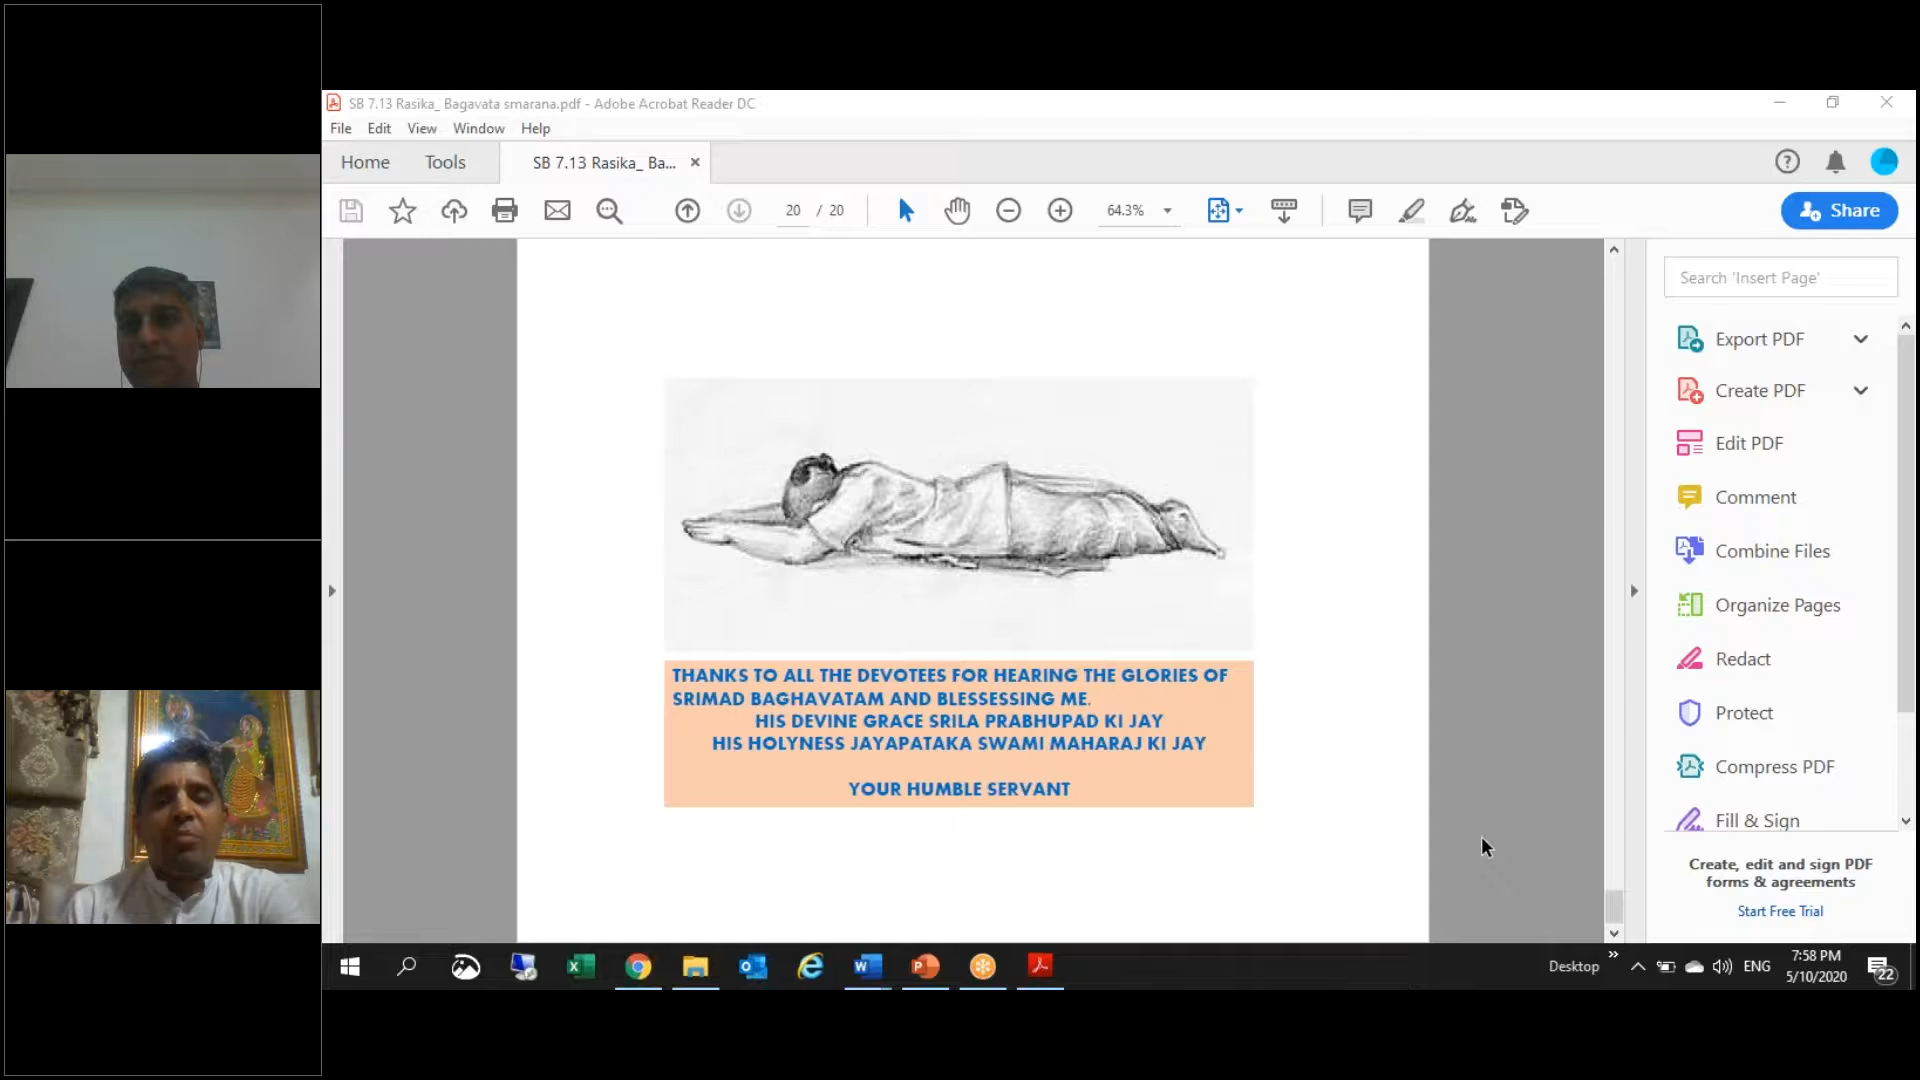 SB 7.13 Rasika_ Bagavata smarana.pdf - Adobe Acrobat Reader DC
File Edit View Window Help
Home Tools SB 7.13 Rasika_ Ba...
20 / 20 64.3% Share
THANKS TO ALL THE DEVOTEES FOR HEARING THE GLORIES OF
SRIMAD BAGHAVATAM AND BLESSESSING ME.
HIS DEVINE GRACE SRILA PRABHUPAD KI JAY
HIS HOLYNESS JAYAPATAKA SWAMI MAHARAJ KI JAY
YOUR HUMBLE SERVANT
Search 'Insert Page'
Export PDF
Create PDF
Edit PDF
Comment
Combine Files
Organize Pages
Redact
Protect
Compress PDF
Fill & Sign
Create, edit and sign PDF
forms & agreements
Start Free Trial
Desktop ENG
7:58 PM
5/10/2020
22